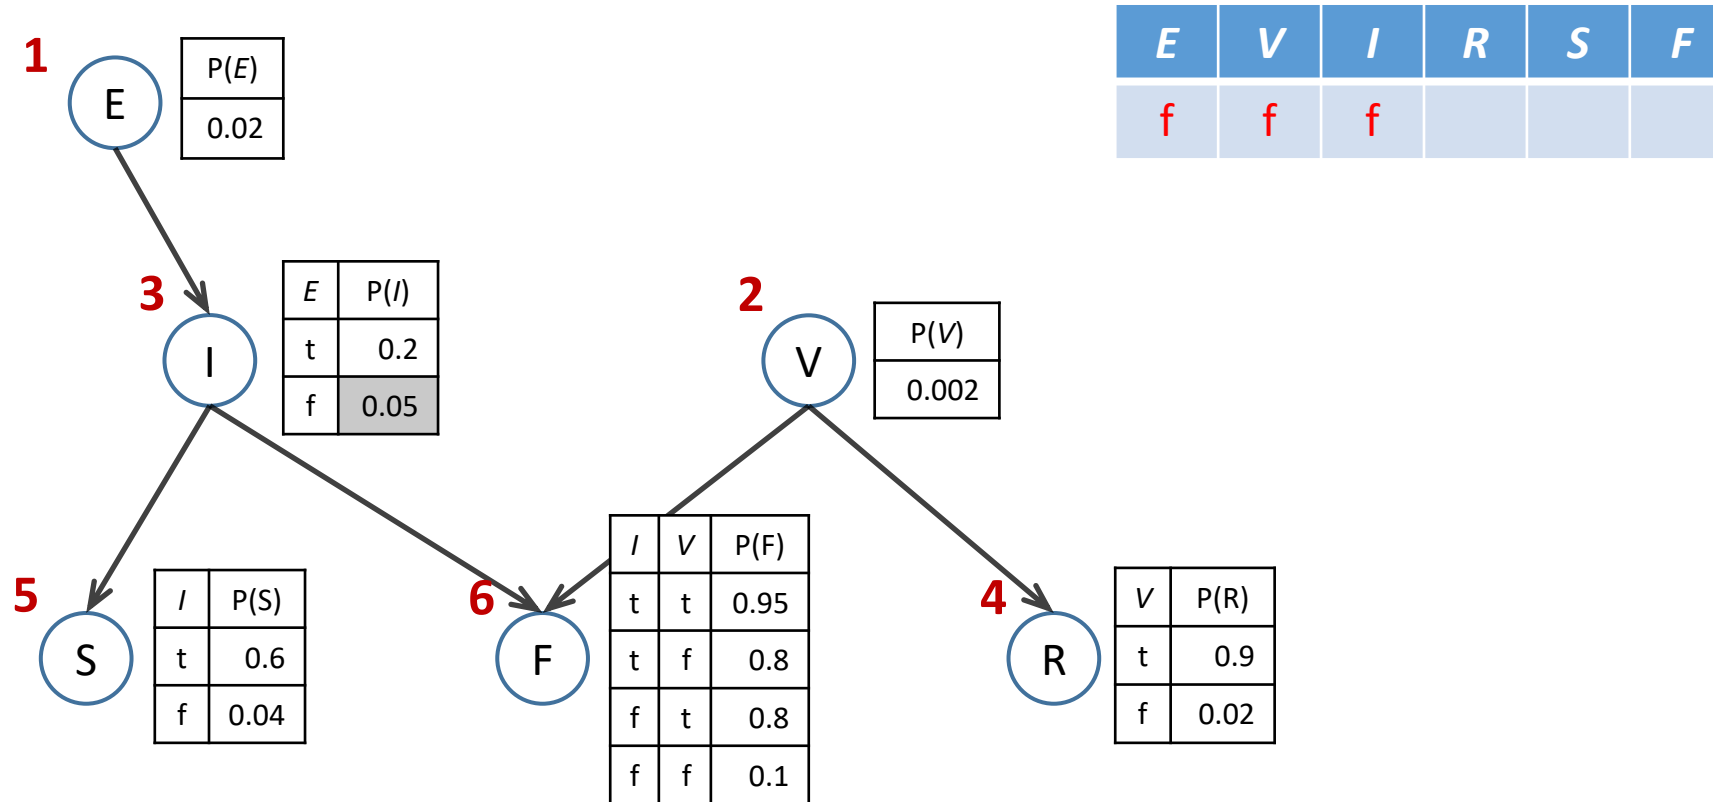 1
E
P(E)
0.02
E V I R S F
f f f
3
I
E P(I)
t 0.2
f 0.05
2
V
P(V)
0.002
5
S
I P(S)
t 0.6
f 0.04
6
F
I V P(F)
t t 0.95
t f 0.8
f t 0.8
f f 0.1
4
R
V P(R)
t 0.9
f 0.02